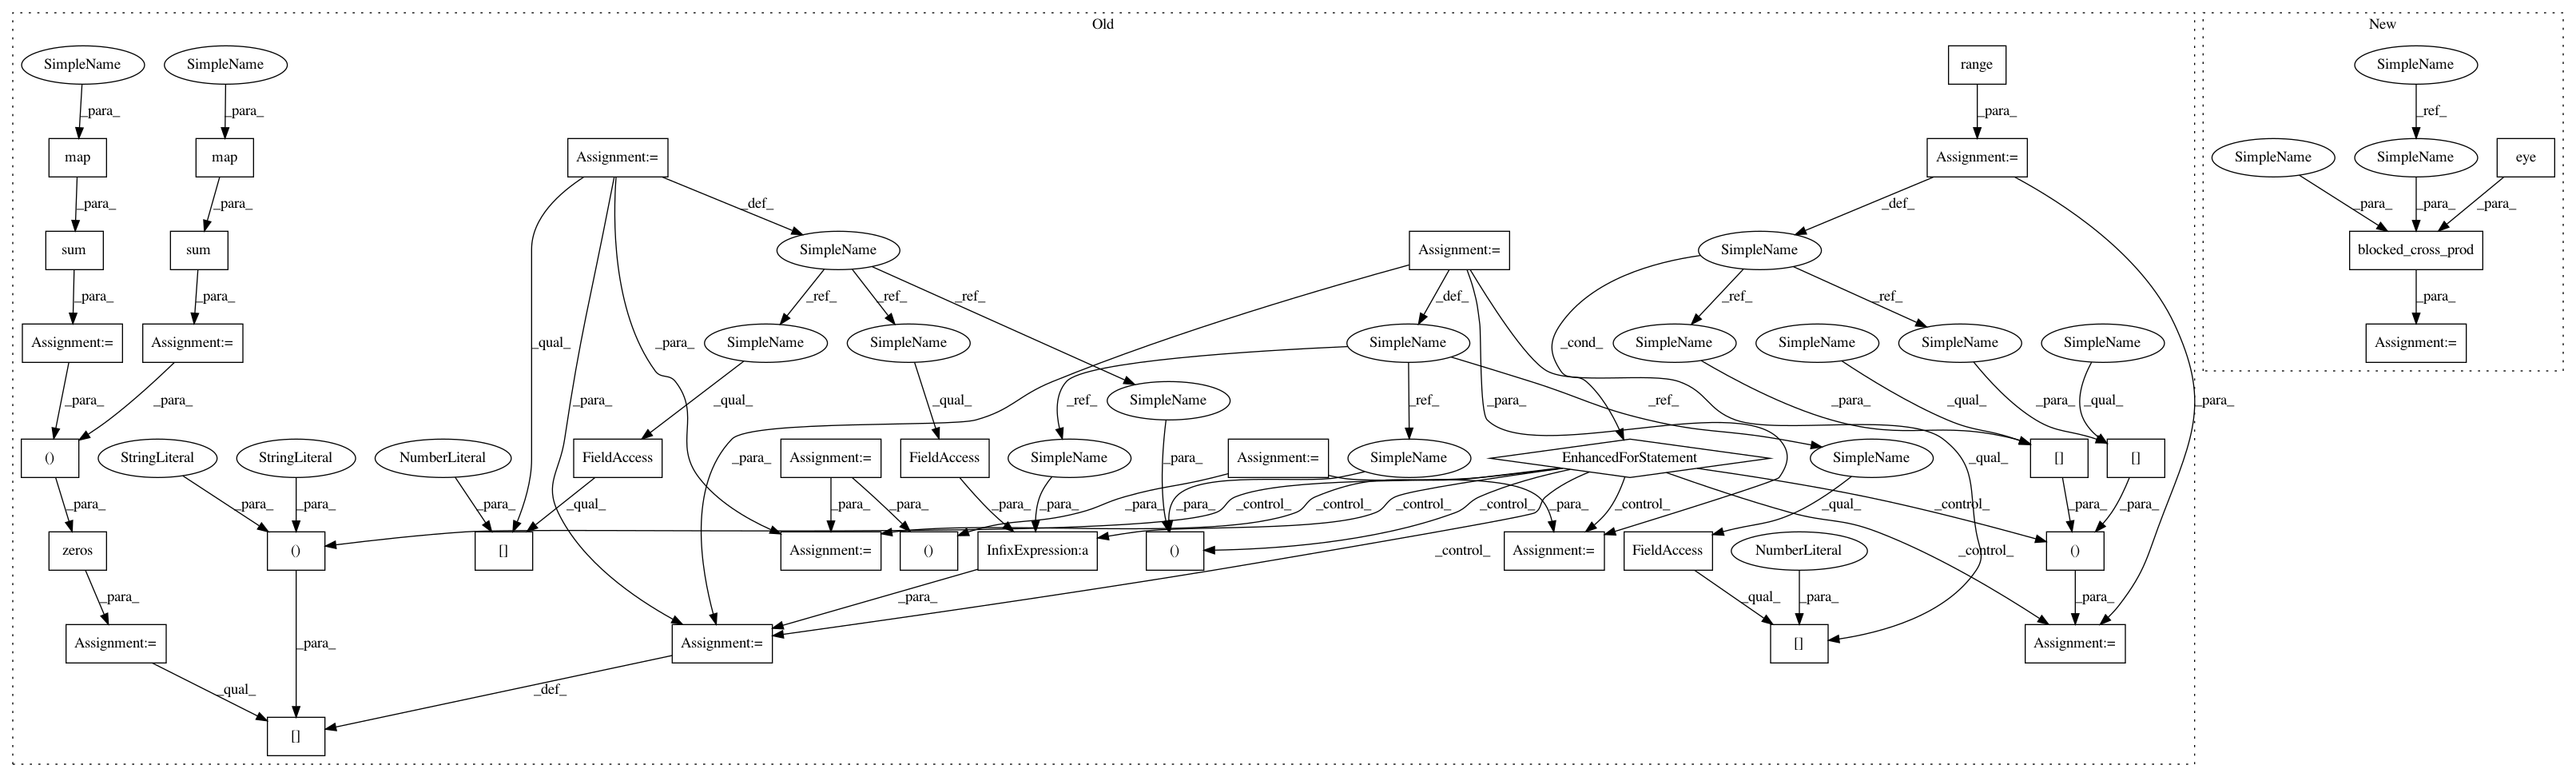 Old
New
SimpleName
SimpleName
range
SimpleName
_para_
_para_
_para_
_ref_
map
map
Assignment:=
Assignment:=
SimpleName
SimpleName
eye
_para_
_para_
_def_
_def_
_para_
_para_
_para_
sum
sum
SimpleName
Assignment:=
SimpleName
blocked_cross_prod
_para_
_para_
_ref_
_ref_
_ref_
_def_
_ref_
_ref_
_para_
Assignment:=
Assignment:=
_qual_
_para_
SimpleName
SimpleName
SimpleName
_cond_
SimpleName
SimpleName
SimpleName
SimpleName
Assignment:=
_para_
_para_
_para_
_qual_
_qual_
_ref_
SimpleName
_ref_
_ref_
_para_
_para_
_qual_
_para_
_qual_
_para_
()
StringLiteral
StringLiteral
NumberLiteral
FieldAccess
Assignment:=
FieldAccess
SimpleName
_para_
Assignment:=
SimpleName
EnhancedForStatement
SimpleName
_qual_
[]
[]
_para_
_para_
_para_
_para_
_qual_
_para_
_para_
_para_
_para_
_para_
_para_
_control_
_control_
_control_
_control_
_para_
_control_
_qual_
_control_
_para_
_para_
zeros
()
[]
Assignment:=
()
InfixExpression:a
()
_control_
Assignment:=
FieldAccess
NumberLiteral
_control_
()
_para_
_para_
_para_
_qual_
_para_
_para_
Assignment:=
Assignment:=
[]
Assignment:=
_qual_
_def_
[]